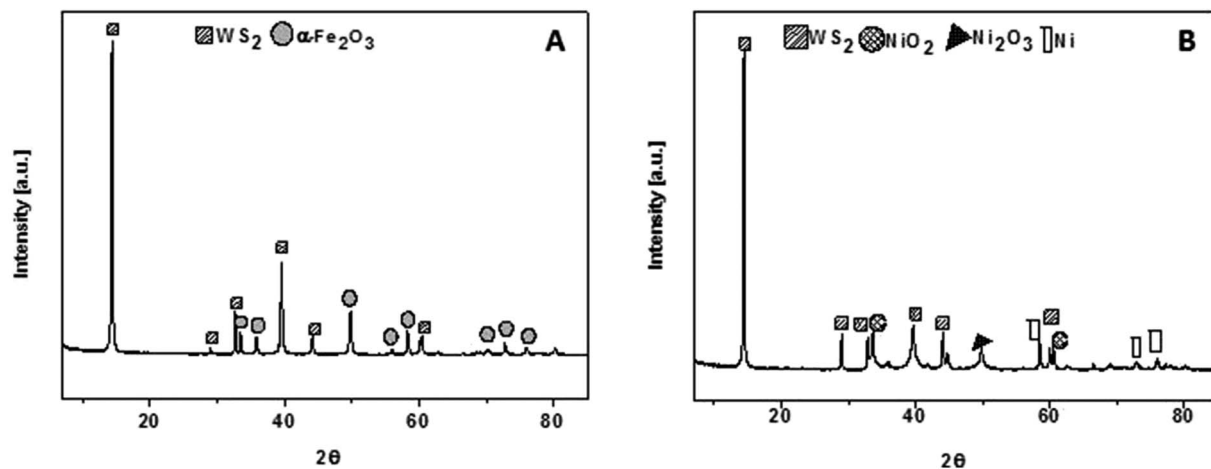 WS₂ α-Fe₂O₃ A
Intensity [a.u.]
20 40 60 80
2θ
WS₂ NiO₂ Ni₂O₃ Ni B
Intensity [a.u.]
20 40 60 80
2θ